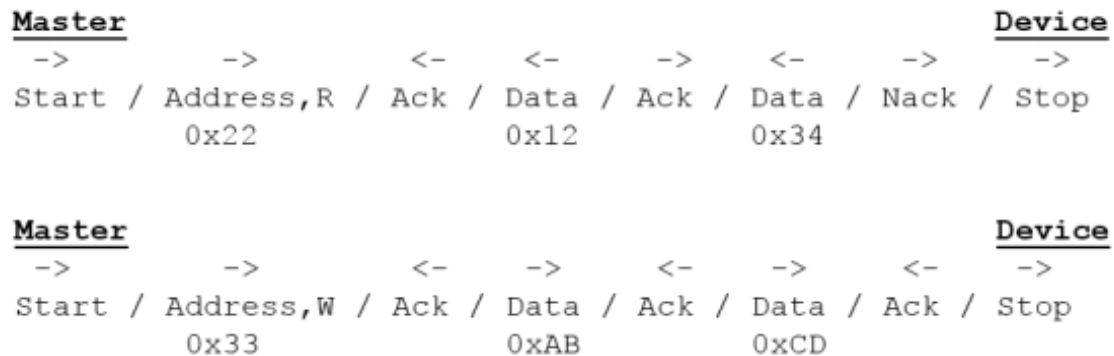 Master Device
-> -> <- <- -> <- -> ->
Start / Address,R / Ack / Data / Ack / Data / Nack / Stop
0x22 0x12 0x34
Master Device
-> -> <- -> <- -> <- ->
Start / Address,W / Ack / Data / Ack / Data / Ack / Stop
0x33 0xAB 0xCD